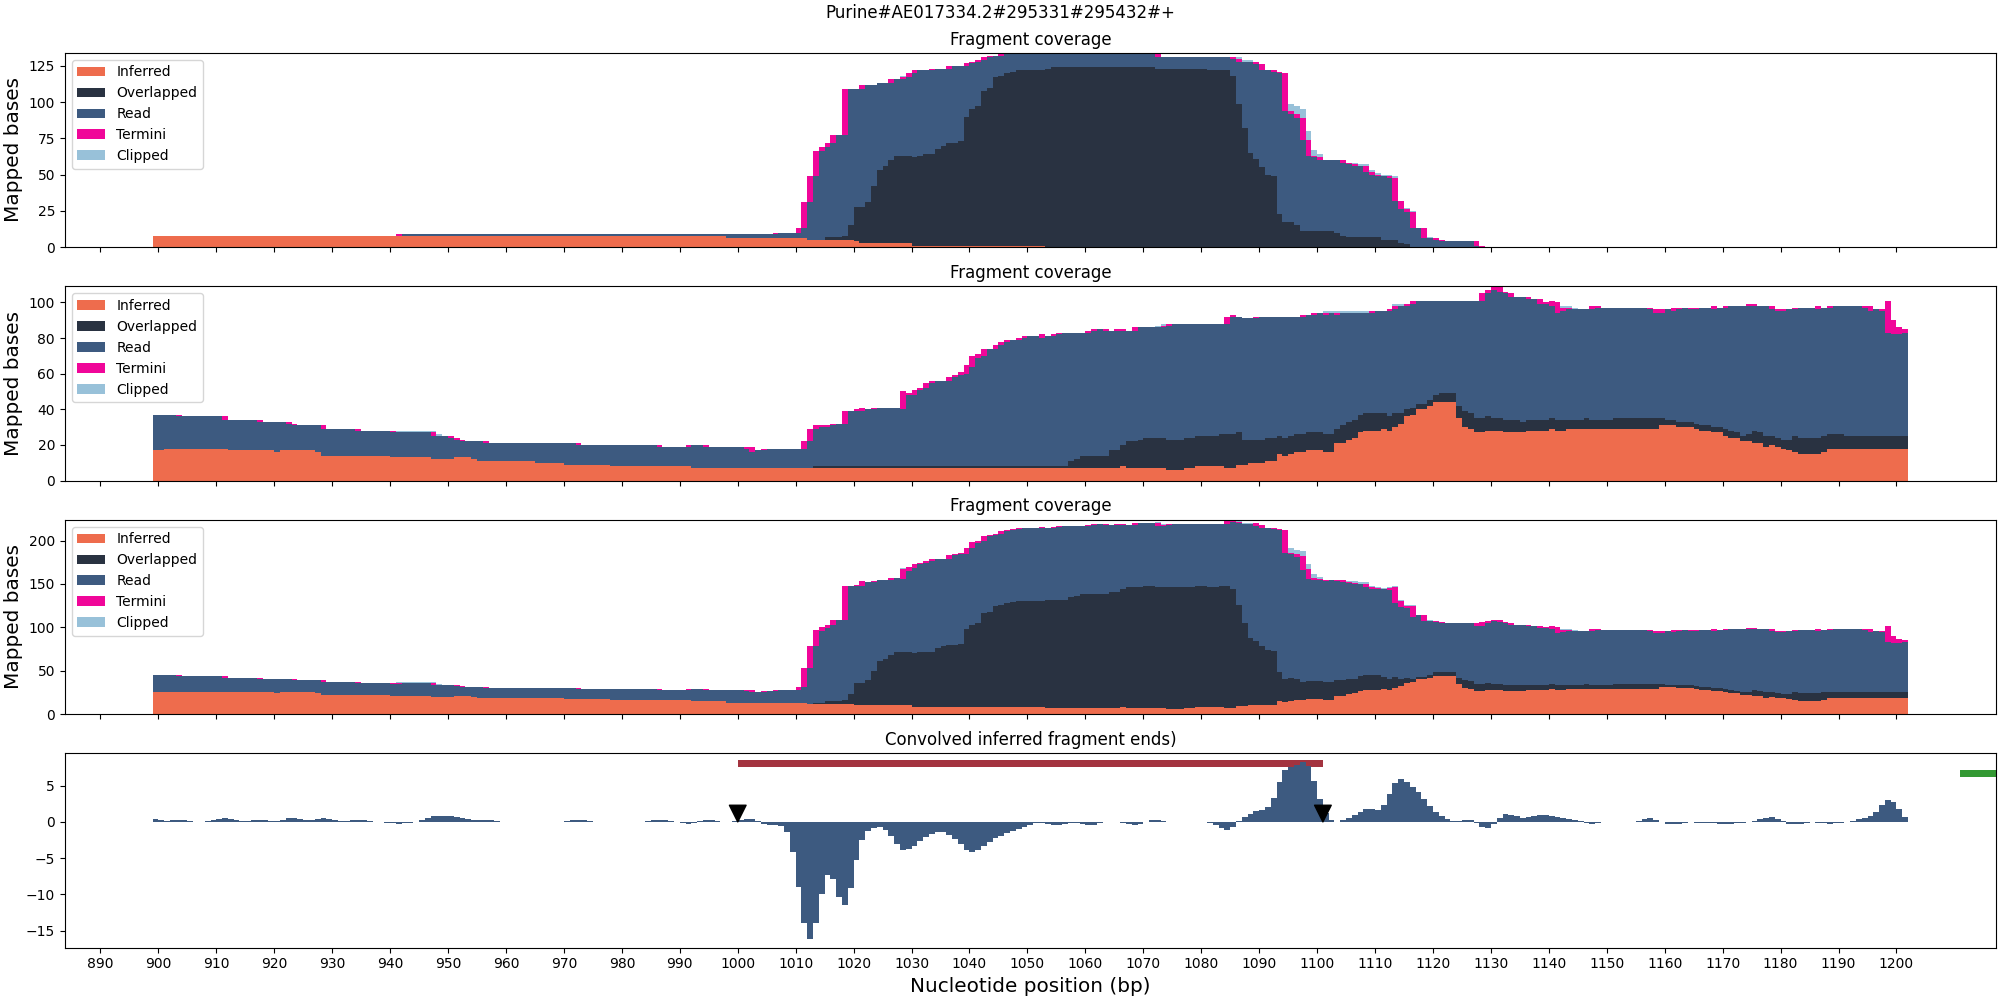 Purine#AE017334.2#295331#295432#+
Fragment coverage
Mapped bases
125
100
75
50
25
0
Inferred
Overlapped
Read
Termini
Clipped
Fragment coverage
Mapped bases
100
80
60
40
20
0
Inferred
Overlapped
Read
Termini
Clipped
Fragment coverage
Mapped bases
200
150
100
50
0
Inferred
Overlapped
Read
Termini
Clipped
Convolved inferred fragment ends)
5
0
−5
−10
−15
890 900 910 920 930 940 950 960 970 980 990 1000 1010 1020 1030 1040 1050 1060 1070 1080 1090 1100 1110 1120 1130 1140 1150 1160 1170 1180 1190 1200
Nucleotide position (bp)